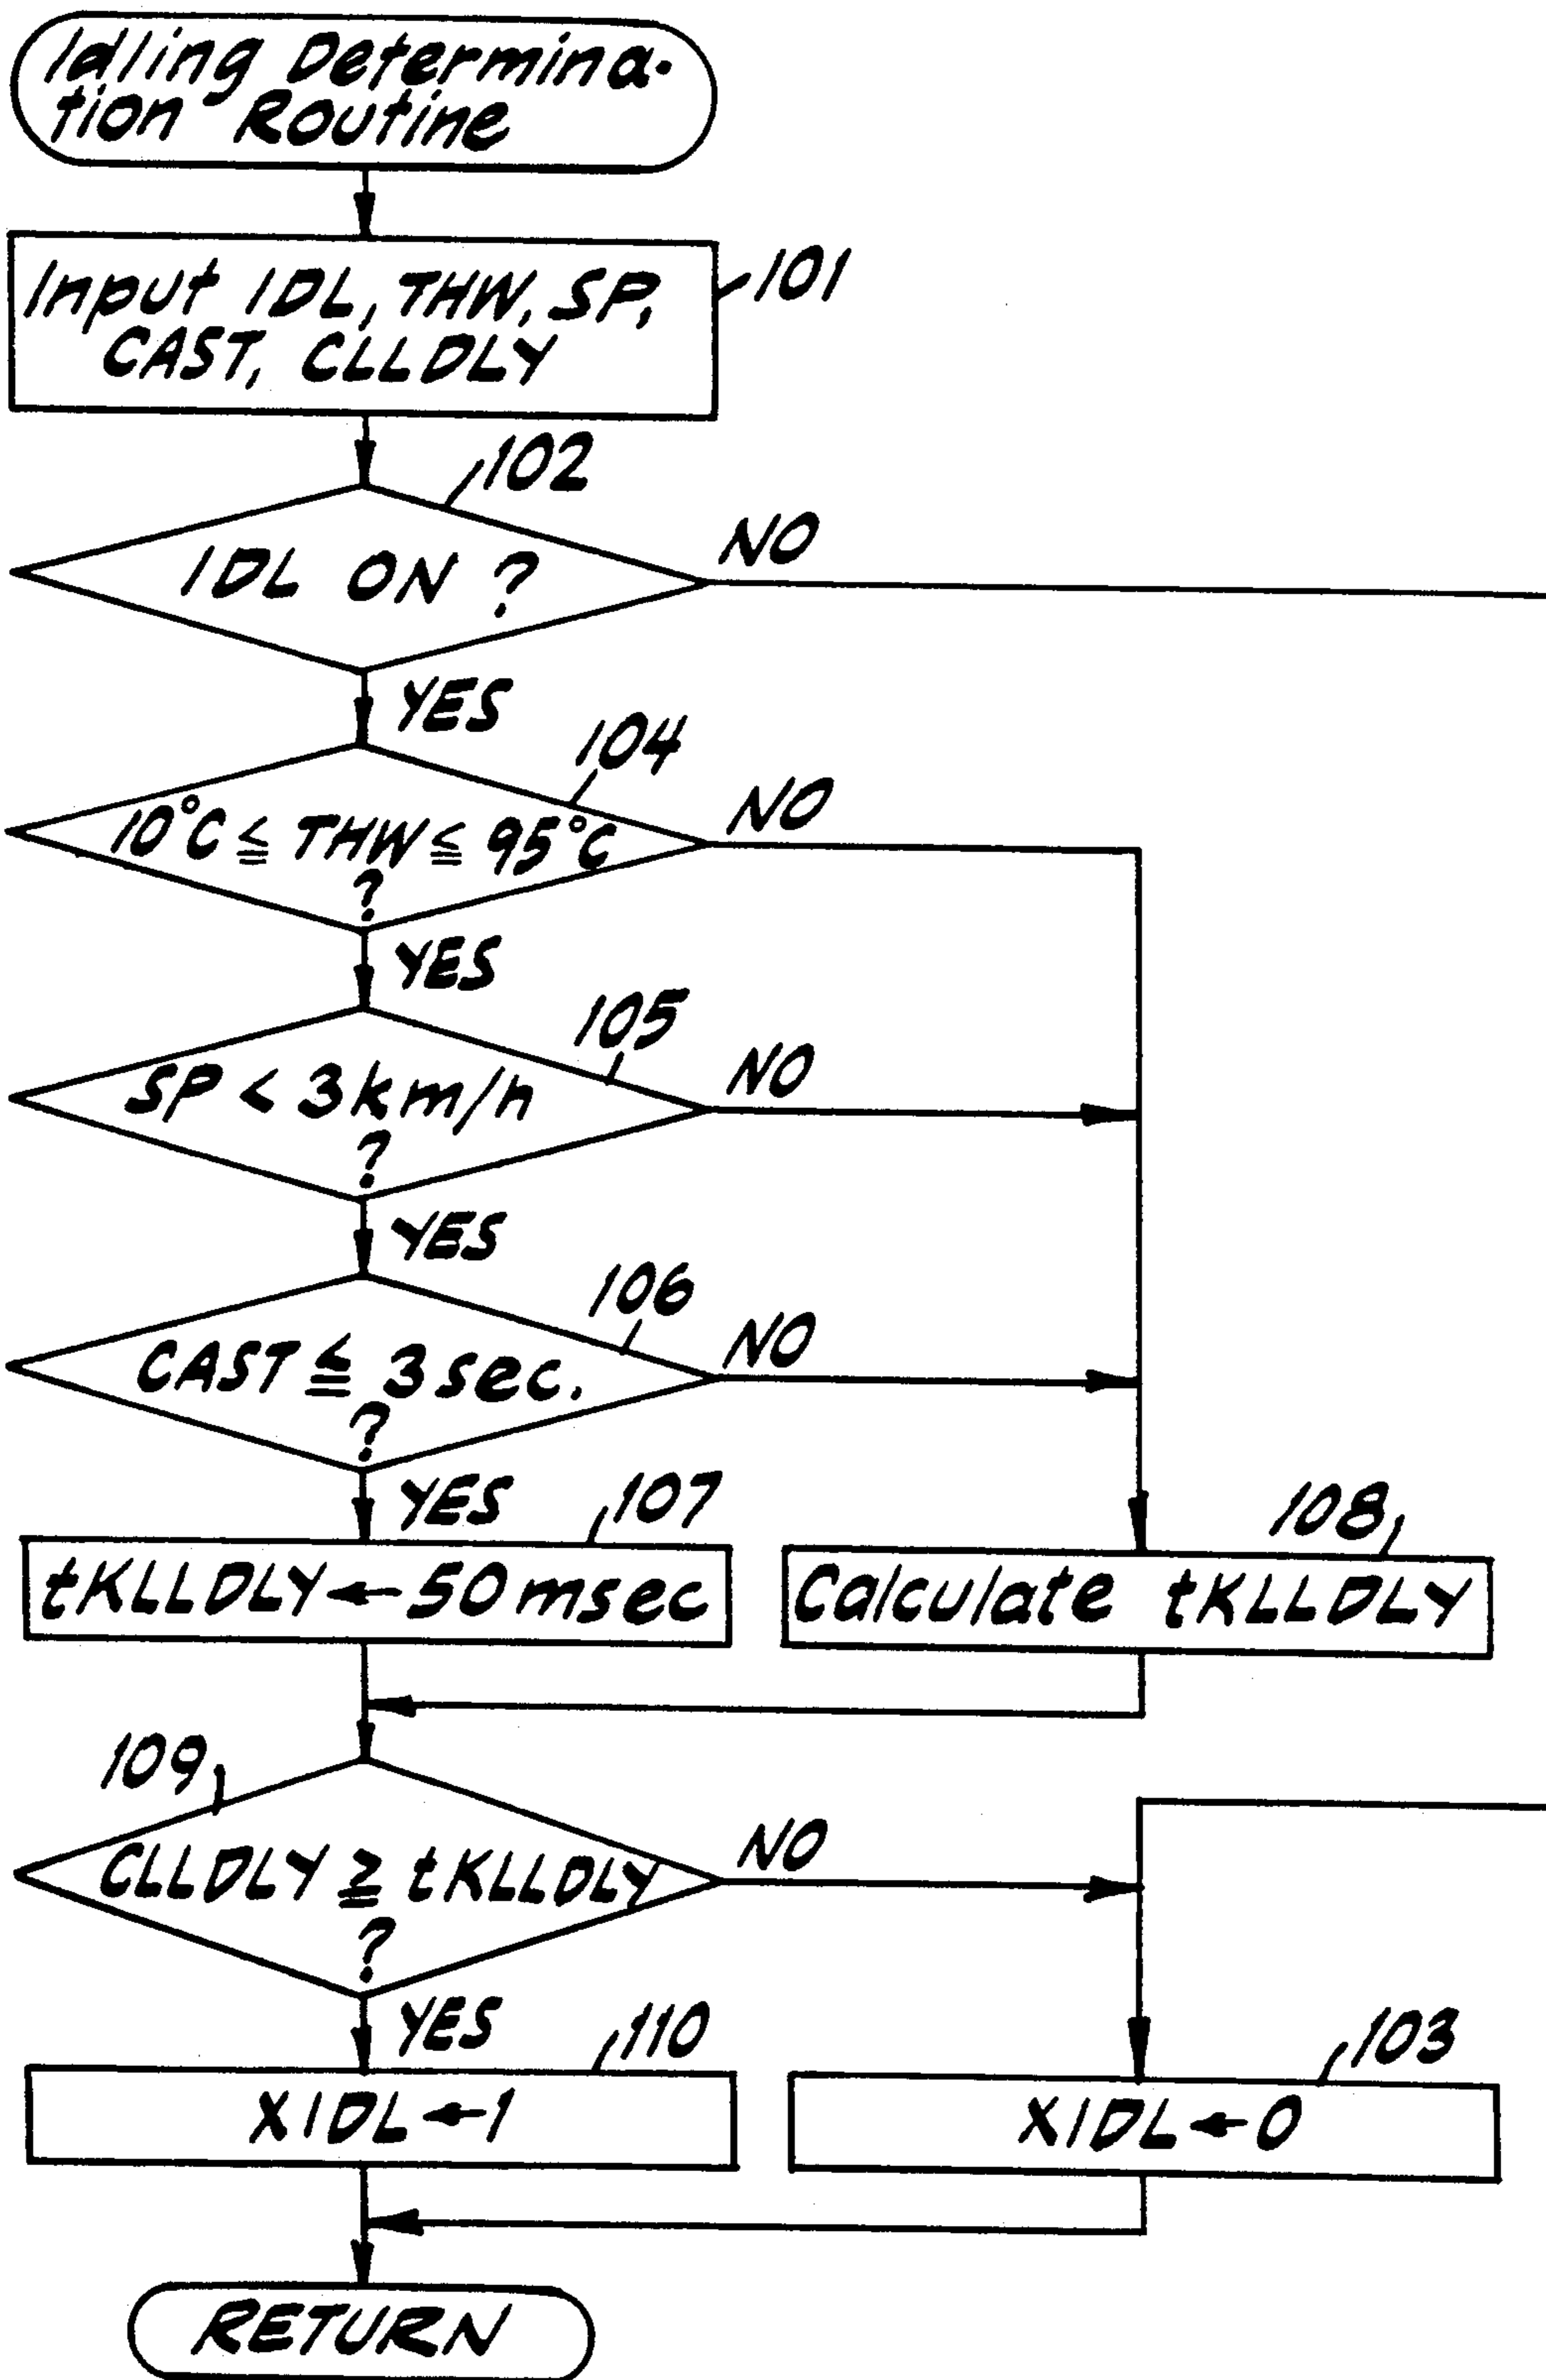 Idling Determina-
tion Routine
Input IDL, THW, SP,
CAST, CLLDLY
101
102
IDL ON ?
NO
YES
104
10°C ≦ THW ≦ 95°C
?
NO
YES
105
SP < 3km/h
?
NO
YES
106
CAST ≦ 3sec.
?
NO
YES
107
tKLLDLY←50msec
108
Calculate tKLLDLY
109
CLLDLY ≧ tKLLDLY
?
NO
YES
110
XIDL←1
103
XIDL←0
RETURN